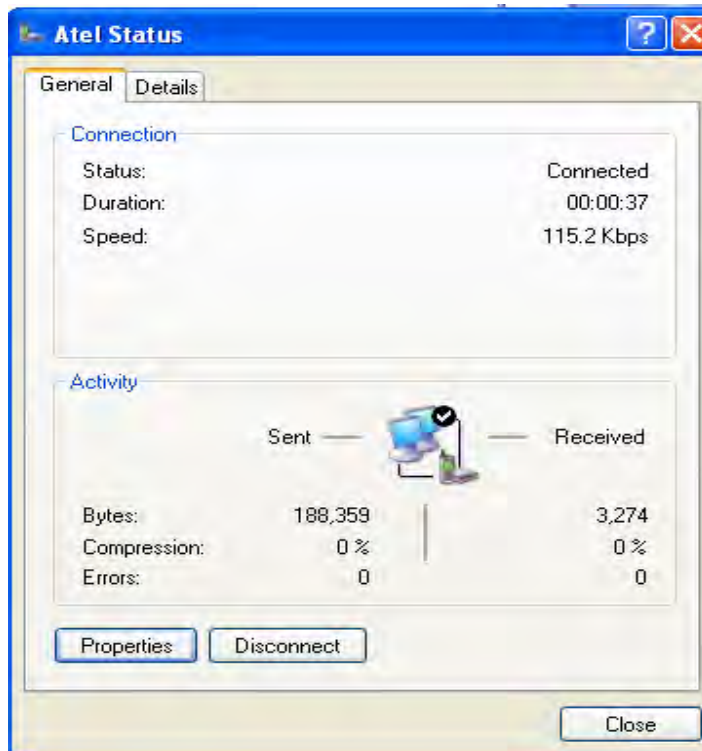 Atel Status
General Details
Connection
Status: Connected
Duration: 00:00:37
Speed: 115.2 Kbps
Activity
Sent Received
Bytes: 188,359 3,274
Compression: 0 % 0 %
Errors: 0 0
Properties Disconnect
Close